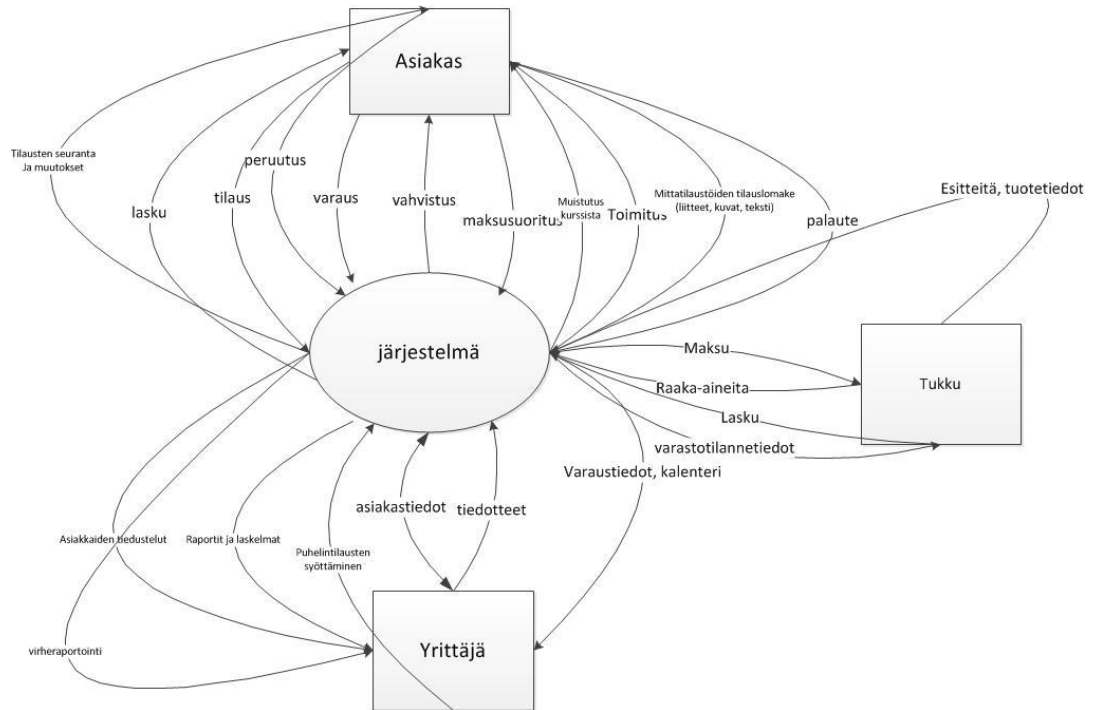 Asiakas
Tilausten seuranta
Ja muutokset
lasku
tilaus
peruutus
varaus
vahvistus
maksusuoritus
Muistutus
kurssista
Toimitus
Mittatilaustöiden tilauslomake
(liitteet, kuvat, teksti)
palaute
Esitteitä, tuotetiedot
järjestelmä
Maksu
Raaka-aineita
Tukku
Lasku
varastotilannetiedot
Varaustiedot, kalenteri
asiakastiedot
tiedotteet
Asiakkaiden tiedustelut
Raportit ja laskelmat
Puhelintilausten
syöttäminen
virheraportointi
Yrittäjä